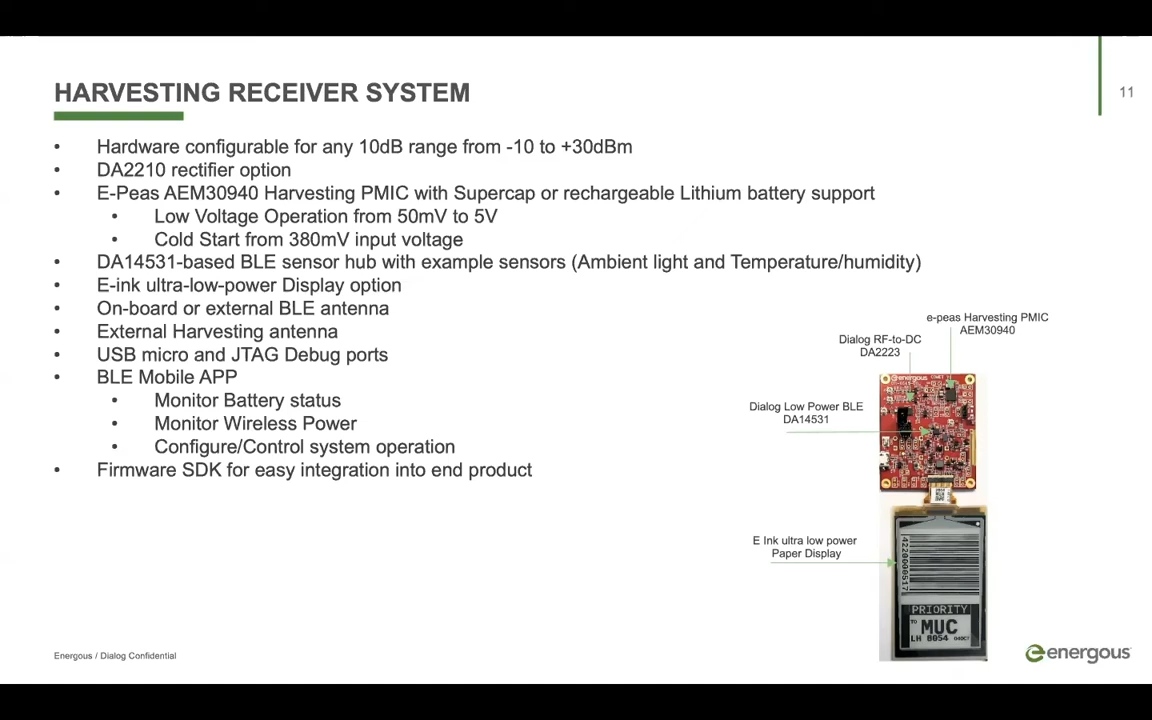 HARVESTING RECEIVER SYSTEM
11
• Hardware configurable for any 10dB range from -10 to +30dBm
• DA2210 rectifier option
• E-Peas AEM30940 Harvesting PMIC with Supercap or rechargeable Lithium battery support
• Low Voltage Operation from 50mV to 5V
• Cold Start from 380mV input voltage
• DA14531-based BLE sensor hub with example sensors (Ambient light and Temperature/humidity)
• E-ink ultra-low-power Display option
• On-board or external BLE antenna
• External Harvesting antenna
• USB micro and JTAG Debug ports
• BLE Mobile APP
• Monitor Battery status
• Monitor Wireless Power
• Configure/Control system operation
• Firmware SDK for easy integration into end product
e-peas Harvesting PMIC
AEM30940
Dialog RF-to-DC
DA2223
energous
Dialog Low Power BLE
DA14531
E Ink ultra low power
Paper Display
4220000517
PRIORITY
TO
MUC
LH 8054
Energous / Dialog Confidential
energous